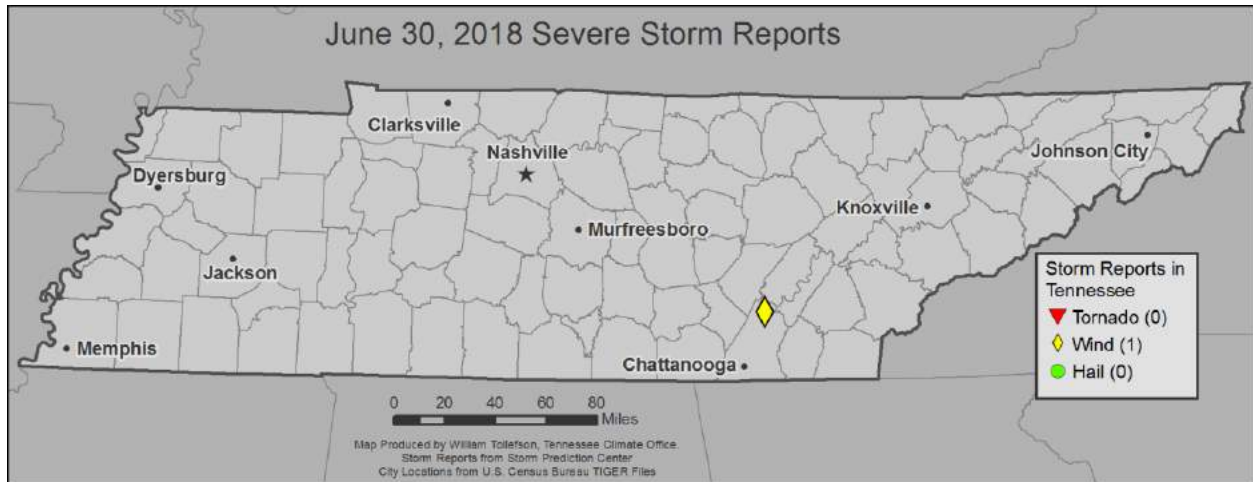 June 30, 2018 Severe Storm Reports
Clarksville
Nashville
Johnson City
Dyersburg
Knoxville
Murfreesboro
Jackson
Storm Reports in
Tennessee
Tornado (0)
Wind (1)
Hail (0)
Memphis
Chattanooga
0 20 40 60 80
Miles
Map Produced by William Tollefson, Tennessee Climate Office.
Storm Reports from Storm Prediction Center
City Locations from U.S. Census Bureau TIGER Files